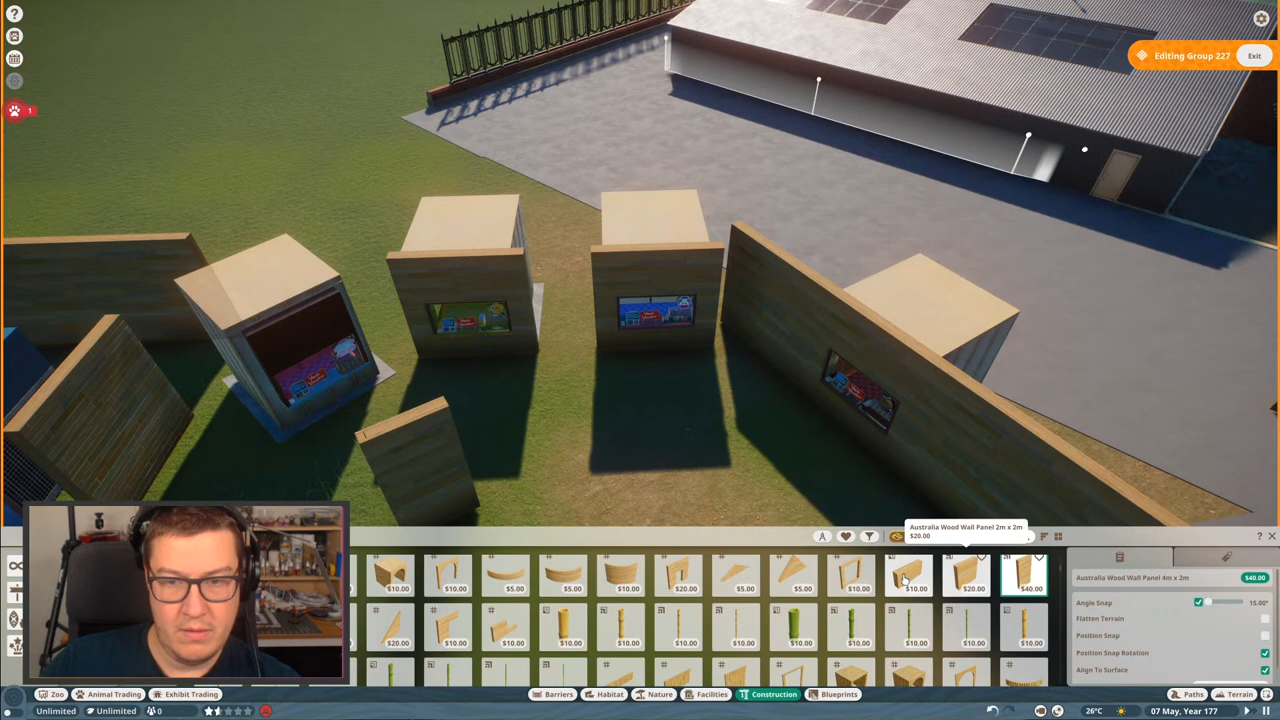 ?
Editing Group 227
Exit
1
Australia Wood Wall Panel 2m x 2m
$20.00
? ×
$10.00 $10.00 $5.00 $5.00 $10.00 $20.00 $5.00 $5.00 $10.00 $10.00 $20.00 $40.00
$20.00 $10.00 $10.00 $10.00 $10.00 $10.00 $10.00 $10.00 $10.00 $10.00 $10.00 $10.00
Australia Wood Wall Panel 4m x 2m $40.00
Angle Snap 15.00°
Flatten Terrain
Position Snap
Position Snap Rotation
Align To Surface
Zoo Animal Trading Exhibit Trading Barriers Habitat Nature Facilities Construction Blueprints Paths Terrain
Unlimited Unlimited 0 26°C 07 May, Year 177